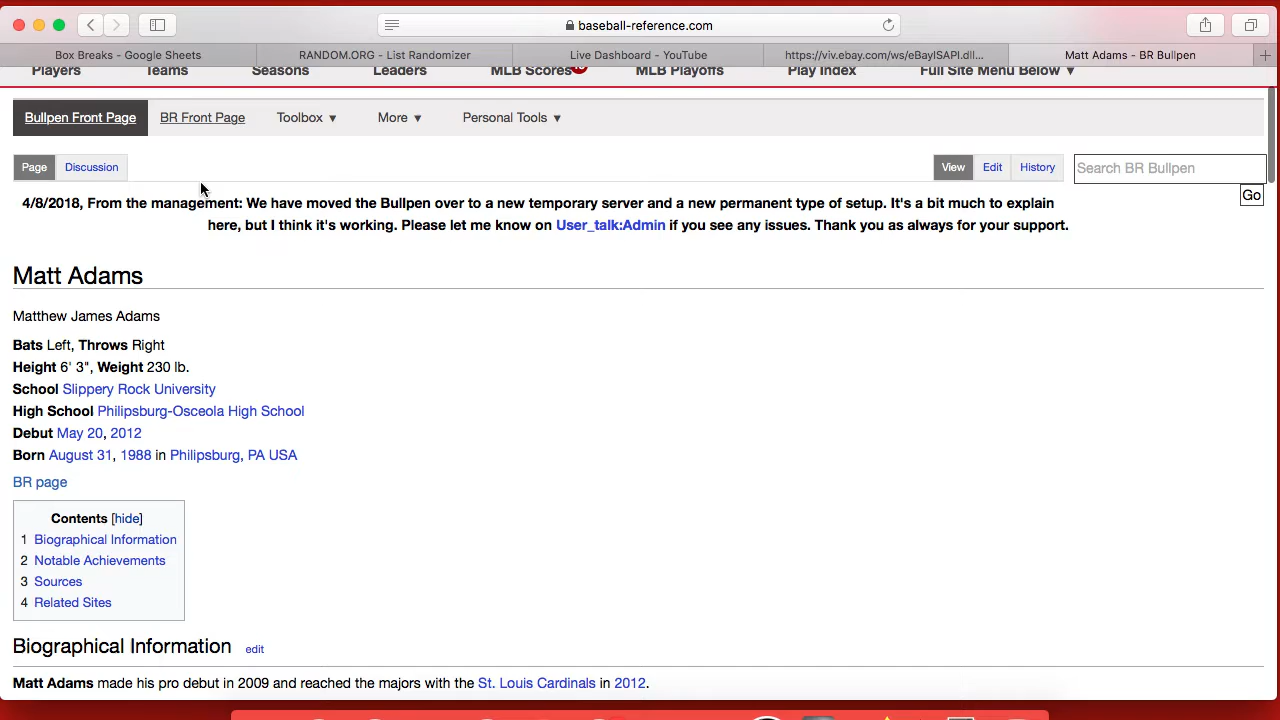 baseball-reference.com
Box Breaks - Google Sheets
RANDOM.ORG - List Randomizer
Live Dashboard - YouTube
https://viv.ebay.com/ws/eBayISAPI.dll...
Matt Adams - BR Bullpen
Players
Teams
Seasons
Leaders
MLB Scores
MLB Playoffs
Play Index
Full Site Menu Below ▼
Bullpen Front Page
BR Front Page
Toolbox ▼
More ▼
Personal Tools ▼
Page
Discussion
View
Edit
History
Search BR Bullpen
Go
4/8/2018, From the management: We have moved the Bullpen over to a new temporary server and a new permanent type of setup. It's a bit much to explain
here, but I think it's working. Please let me know on User_talk:Admin if you see any issues. Thank you as always for your support.
Matt Adams
Matthew James Adams
Bats Left, Throws Right
Height 6' 3", Weight 230 lb.
School Slippery Rock University
High School Philipsburg-Osceola High School
Debut May 20, 2012
Born August 31, 1988 in Philipsburg, PA USA
BR page
Contents [hide]
1 Biographical Information
2 Notable Achievements
3 Sources
4 Related Sites
Biographical Information edit
Matt Adams made his pro debut in 2009 and reached the majors with the St. Louis Cardinals in 2012.